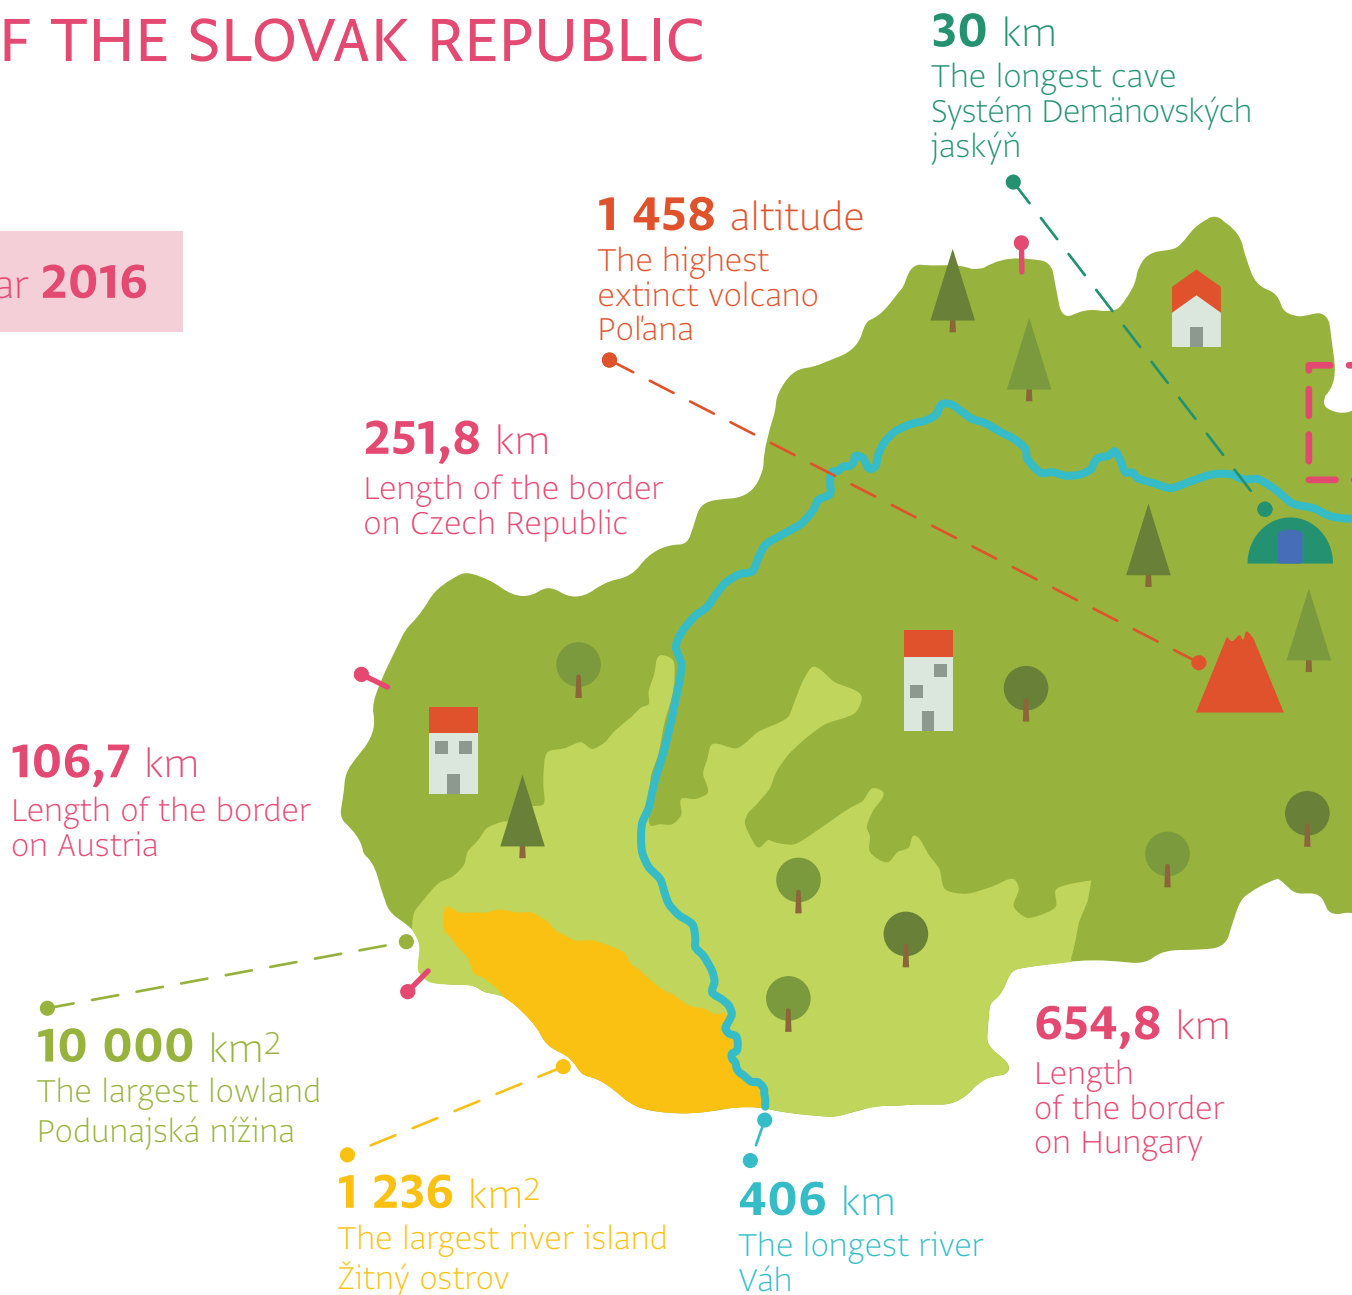 F THE SLOVAK REPUBLIC
30 km
The longest cave
Systém Demänovských
jaskýň
1 458 altitude
The highest
extinct volcano
Poľana
ar 2016
251,8 km
Length of the border
on Czech Republic
106,7 km
Length of the border
on Austria
10 000 km²
The largest lowland
Podunajská nížina
654,8 km
Length
of the border
on Hungary
1 236 km²
The largest river island
Žitný ostrov
406 km
The longest river
Váh